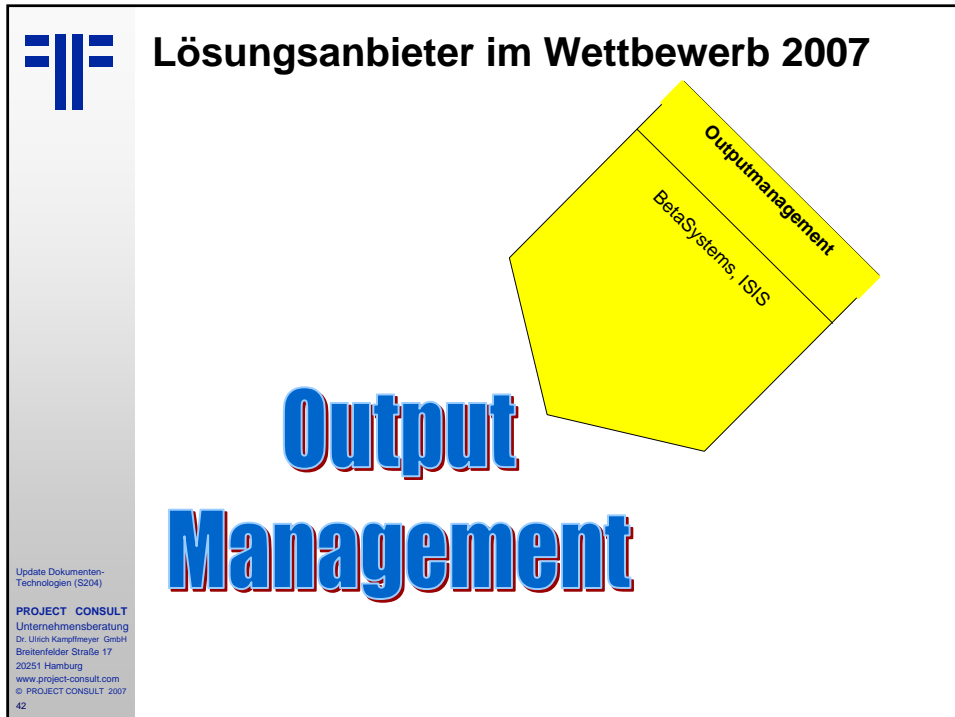 Lösungsanbieter im Wettbewerb 2007
Outputmanagement
BetaSystems, ISIS
Output
Management
Update Dokumenten-
Technologien (S204)
PROJECT CONSULT
Unternehmensberatung
Dr. Ulrich Kampffmeyer GmbH
Breitenfelder Straße 17
20251 Hamburg
www.project-consult.com
© PROJECT CONSULT 2007
42